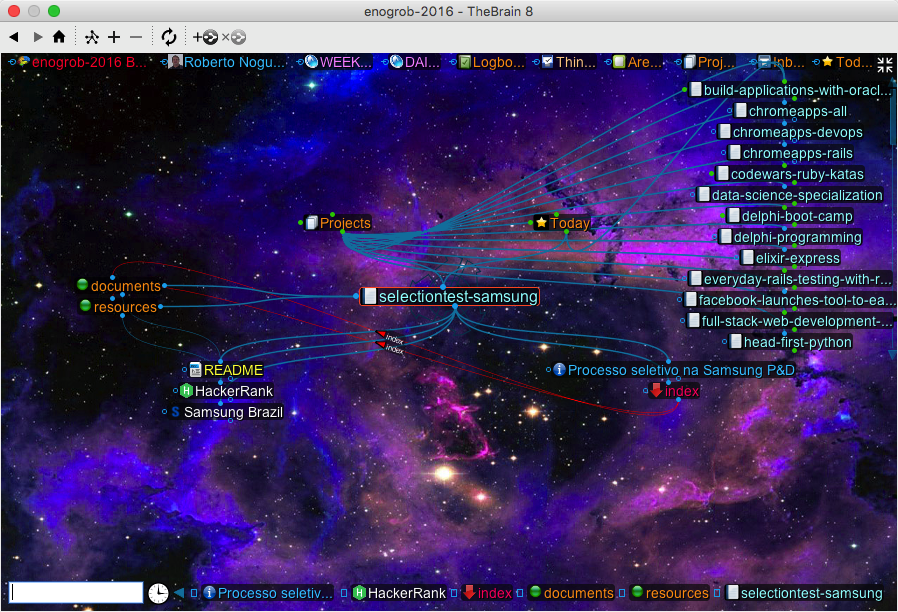 enogrob-2016 - TheBrain 8
enogrob-2016 B... Roberto Nogu... WEEK... DAI... Logbo... Thin... Are... Proj... Inb... Tod...
build-applications-with-oracl...
chromeapps-all
chromeapps-devops
chromeapps-rails
codewars-ruby-katas
data-science-specialization
delphi-boot-camp
Projects
Today
delphi-programming
elixir-express
everyday-rails-testing-with-r...
documents
selectiontest-samsung
facebook-launches-tool-to-ea...
resources
full-stack-web-development-...
index
head-first-python
index
README
Processo seletivo na Samsung P&D
HackerRank
index
Samsung Brazil
Processo seletiv... HackerRank index documents resources selectiontest-samsung